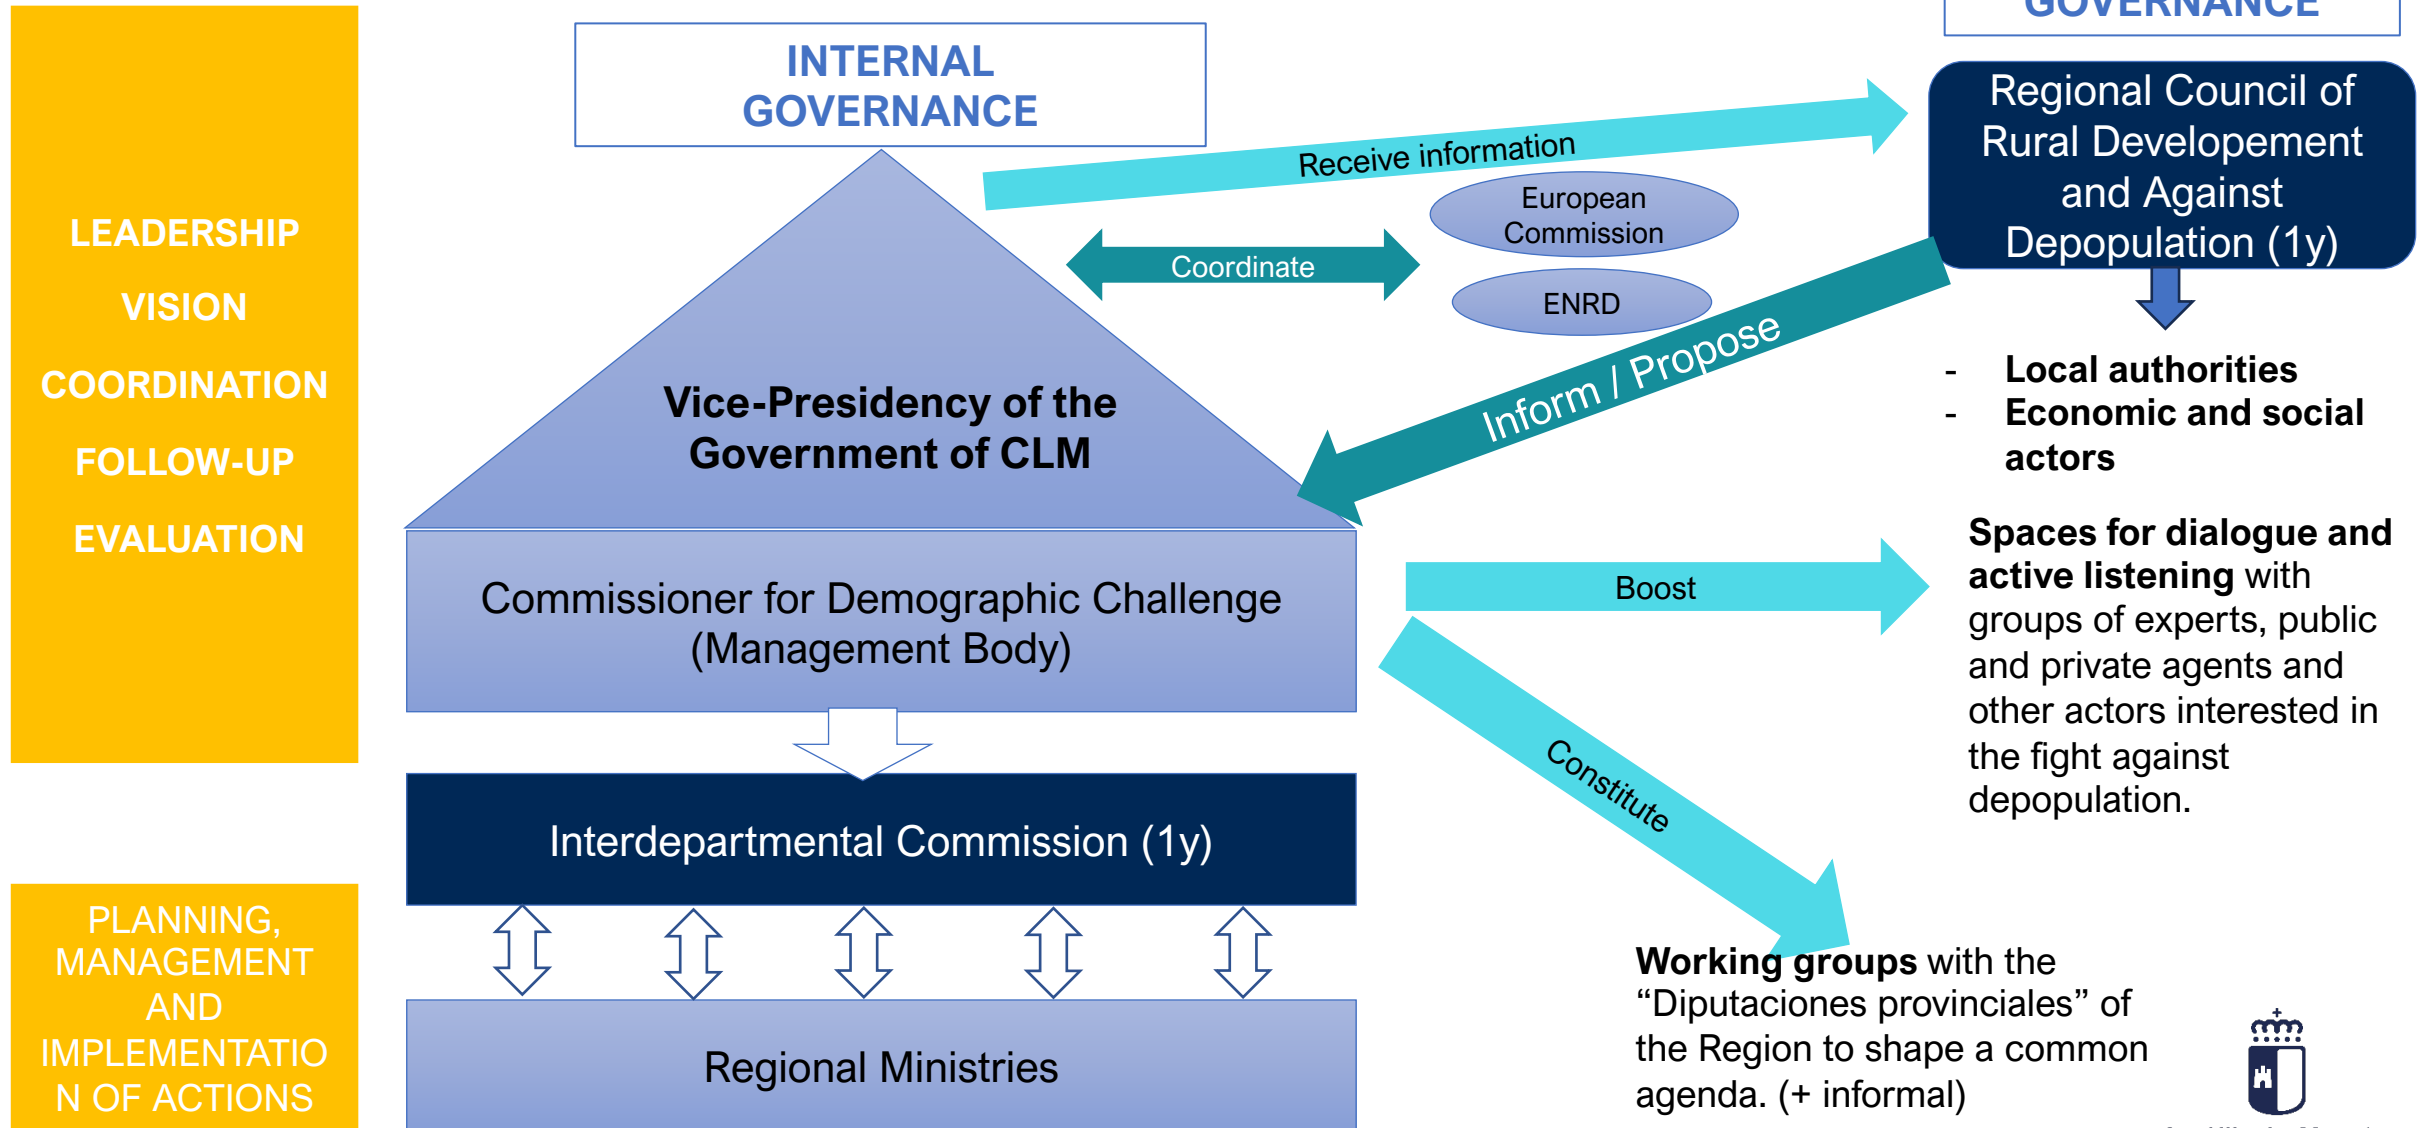 LEADERSHIP
VISION
COORDINATION
FOLLOW-UP
EVALUATION
PLANNING,
MANAGEMENT
AND
IMPLEMENTATIO
N OF ACTIONS
INTERNAL
GOVERNANCE
Vice-Presidency of the
Government of CLM
Commissioner for Demographic Challenge
(Management Body)
Interdepartmental Commission (1y)
Regional Ministries
Receive information
Coordinate
European
Commission
ENRD
Inform / Propose
Boost
Constitute
GOVERNANCE
Regional Council of
Rural Developement
and Against
Depopulation (1y)
- Local authorities
- Economic and social
actors
Spaces for dialogue and
active listening with
groups of experts, public
and private agents and
other actors interested in
the fight against
depopulation.
Working groups with the
“Diputaciones provinciales” of
the Region to shape a common
agenda. (+ informal)